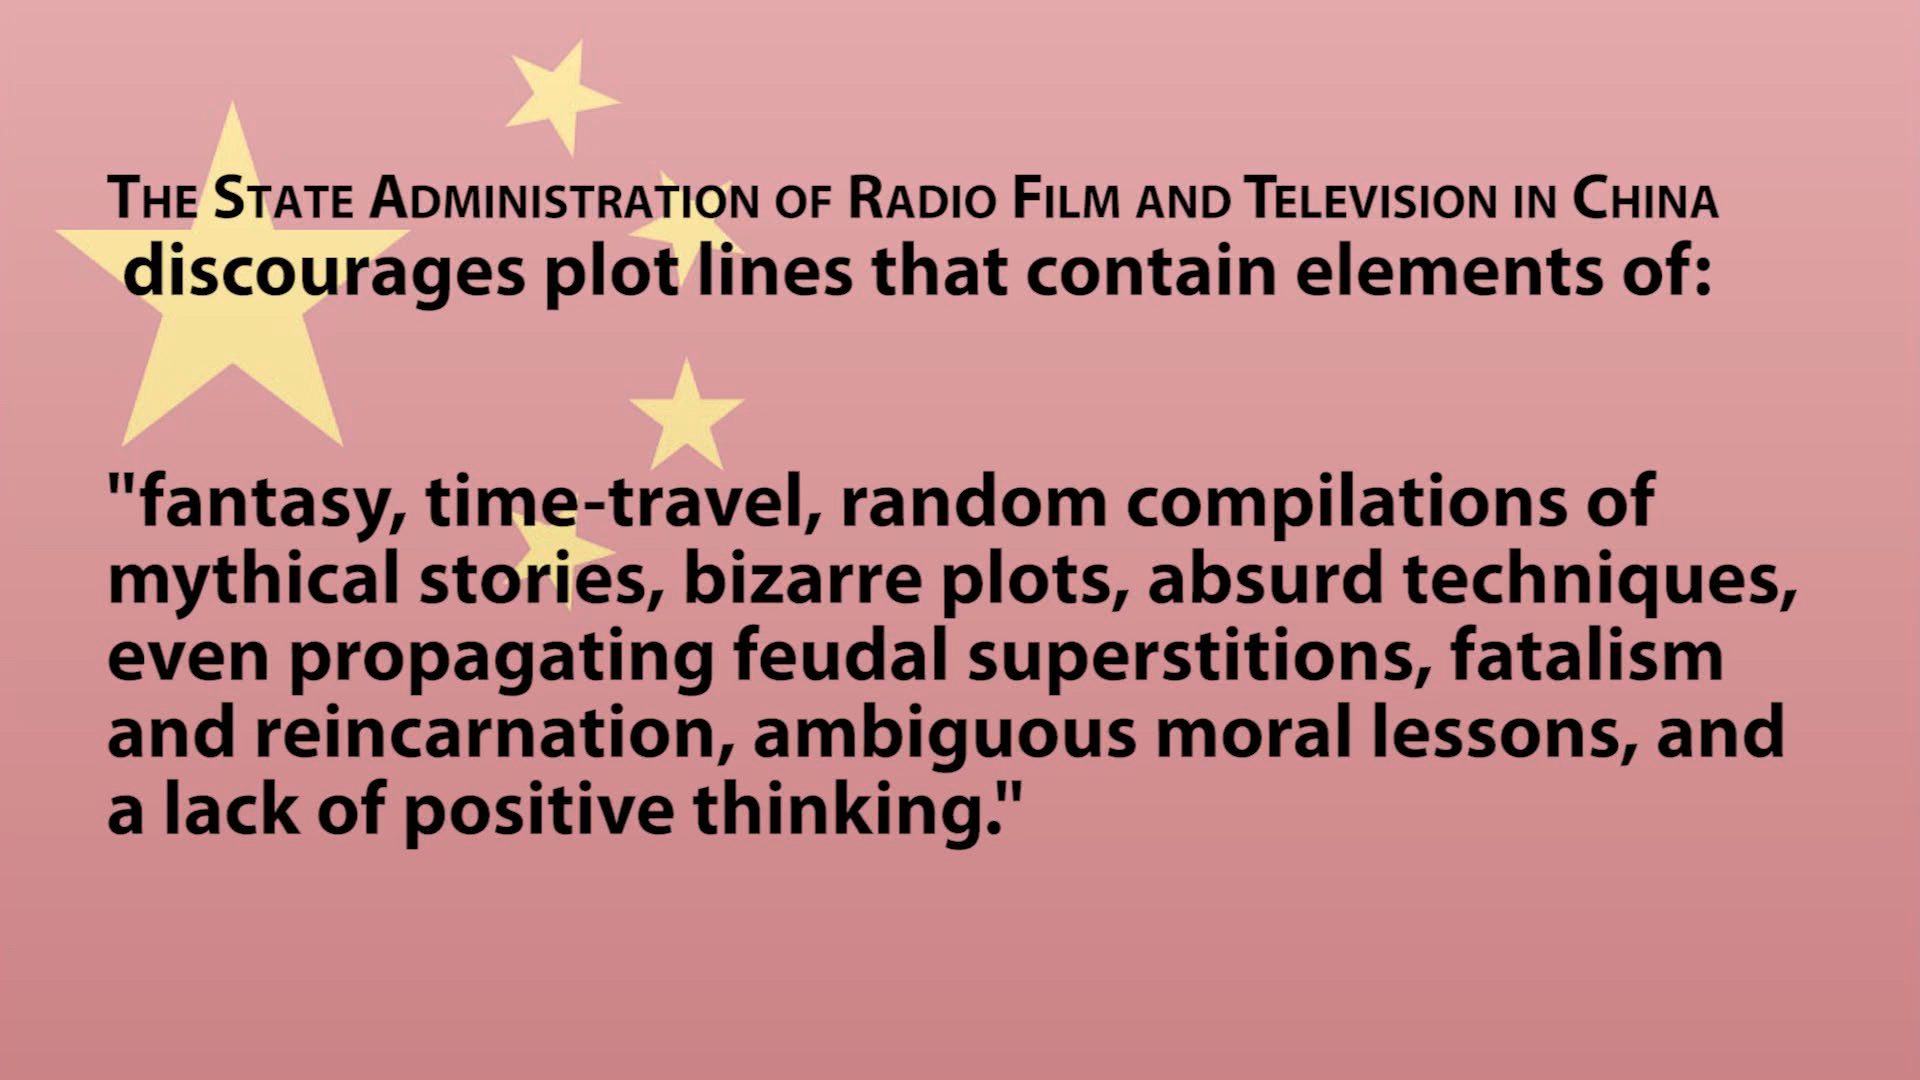 THE STATE ADMINISTRATION OF RADIO FILM AND TELEVISION IN CHINA
discourages plot lines that contain elements of:
"fantasy, time-travel, random compilations of
mythical stories, bizarre plots, absurd techniques,
even propagating feudal superstitions, fatalism
and reincarnation, ambiguous moral lessons, and
a lack of positive thinking."